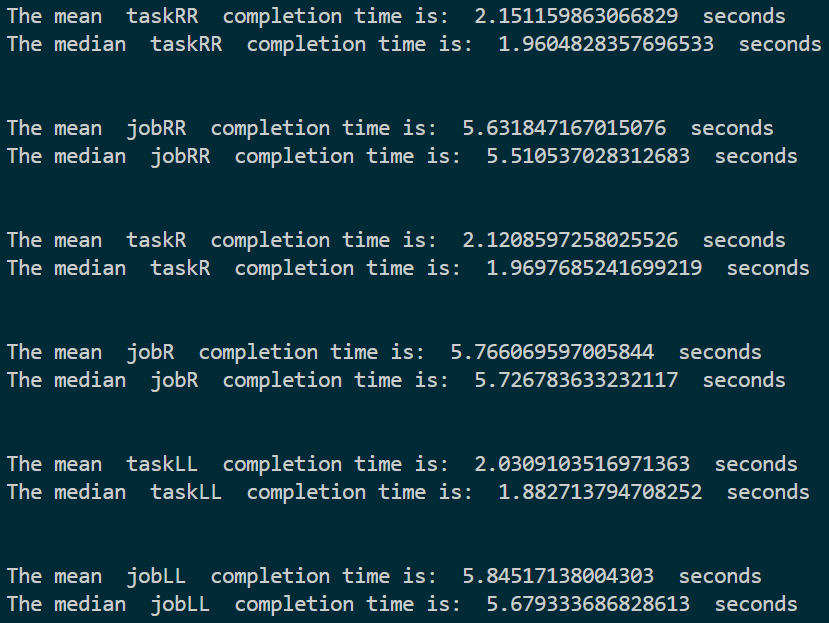 The mean  taskRR  completion time is:  2.151159863066829  seconds
The median  taskRR  completion time is:  1.9604828357696533  seconds
The mean  jobRR  completion time is:  5.631847167015076  seconds
The median  jobRR  completion time is:  5.510537028312683  seconds
The mean  taskR  completion time is:  2.1208597258025526  seconds
The median  taskR  completion time is:  1.9697685241699219  seconds
The mean  jobR  completion time is:  5.766069597005844  seconds
The median  jobR  completion time is:  5.726783633232117  seconds
The mean  taskLL  completion time is:  2.0309103516971363  seconds
The median  taskLL  completion time is:  1.882713794708252  seconds
The mean  jobLL  completion time is:  5.84517138004303  seconds
The median  jobLL  completion time is:  5.679333686828613  seconds